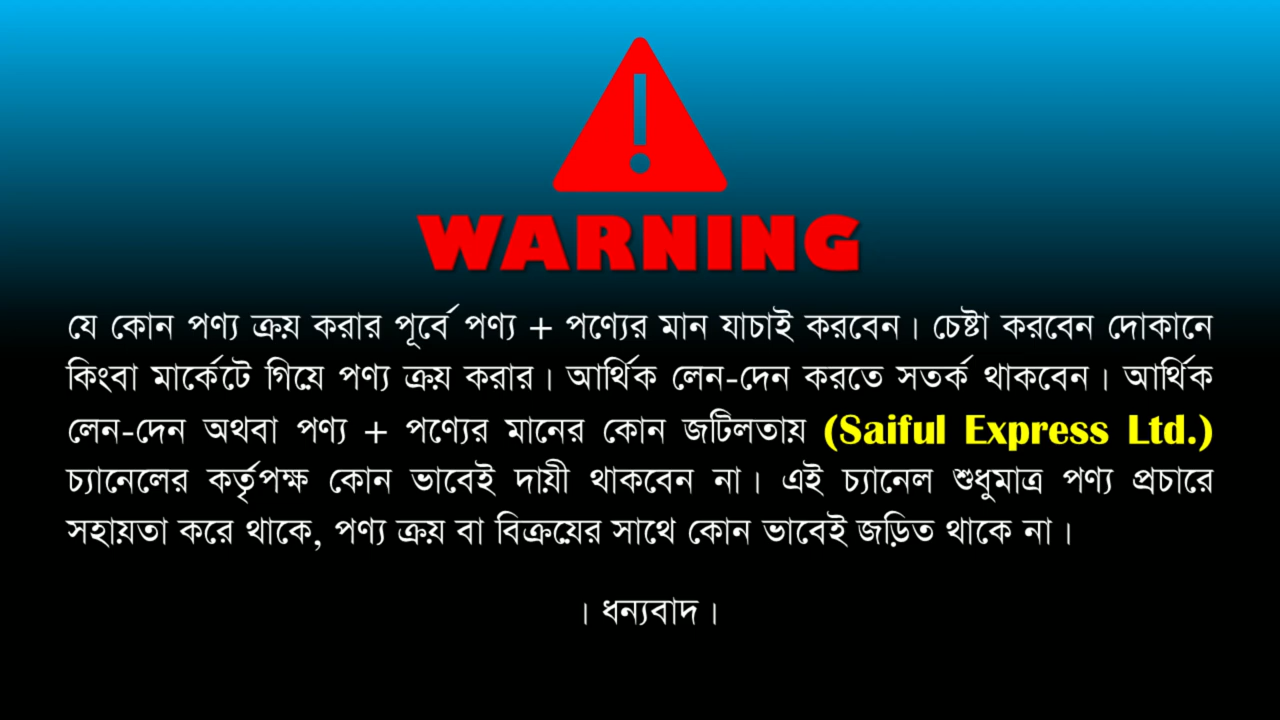 WARNING
যে কোন পণ্য ক্রয় করার পূর্বে পণ্য + পণ্যের মান যাচাই করবেন। চেষ্টা করবেন দোকানে
কিংবা মার্কেটে গিয়ে পণ্য ক্রয় করার। আর্থিক লেন-দেন করতে সতর্ক থাকবেন। আর্থিক
লেন-দেন অথবা পণ্য + পণ্যের মানের কোন জটিলতায় (Saiful Express Ltd.)
চ্যানেলের কর্তৃপক্ষ কোন ভাবেই দায়ী থাকবেন না। এই চ্যানেল শুধুমাত্র পণ্য প্রচারে
সহায়তা করে থাকে, পণ্য ক্রয় বা বিক্রয়ের সাথে কোন ভাবেই জড়িত থাকে না।
। ধন্যবাদ।